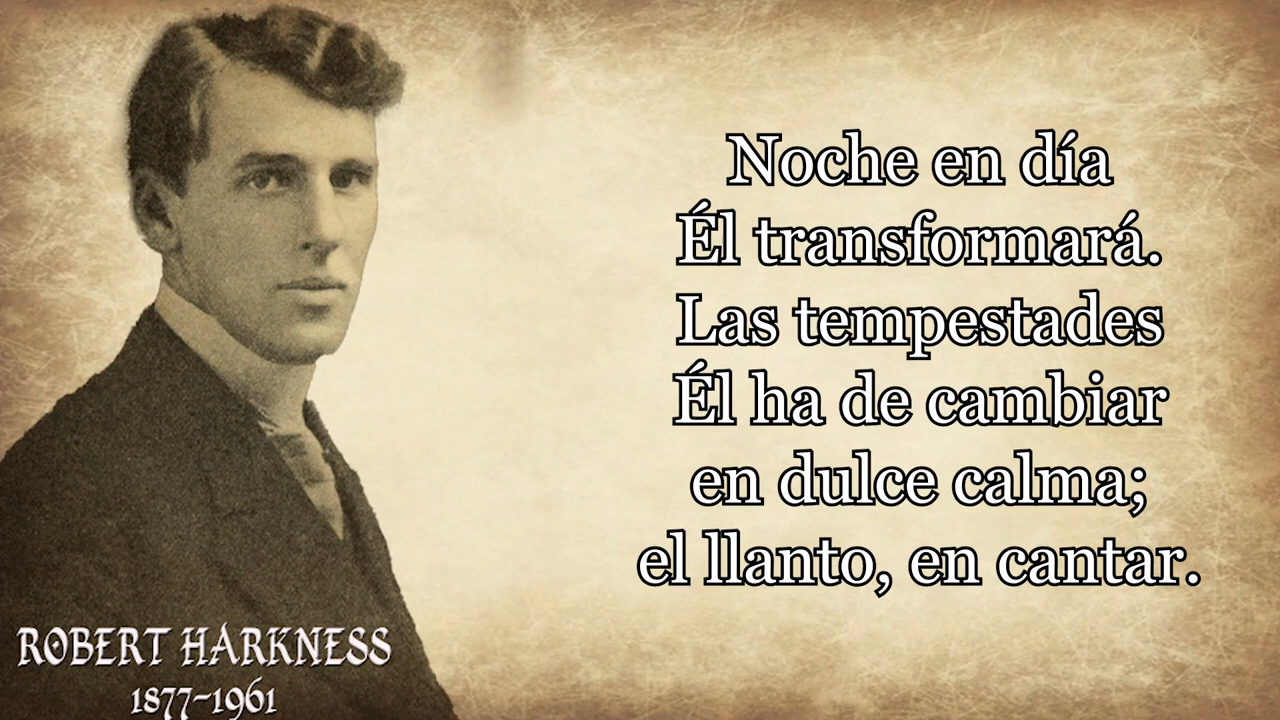 Noche en día
Él transformará.
Las tempestades
Él ha de cambiar
en dulce calma;
el llanto, en cantar.
ROBERT HARKNESS
1877-1961